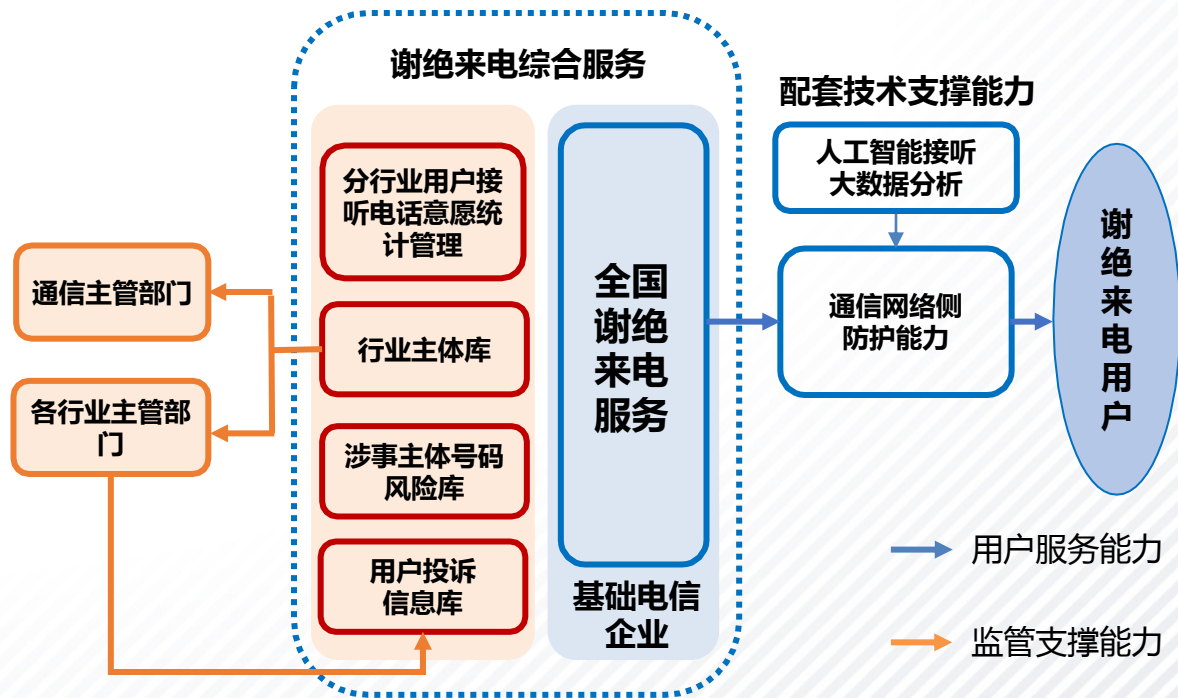 谢绝来电综合服务
配套技术支撑能力
分行业用户接
听电话意愿统
计管理
行业主体库
涉事主体号码
风险库
用户投诉
信息库
全国
谢绝
来电
服务
基础电信
企业
通信主管部门
各行业主管部
门
人工智能接听
大数据分析
通信网络侧
防护能力
谢
绝
来
电
用
户
用户服务能力
监管支撑能力